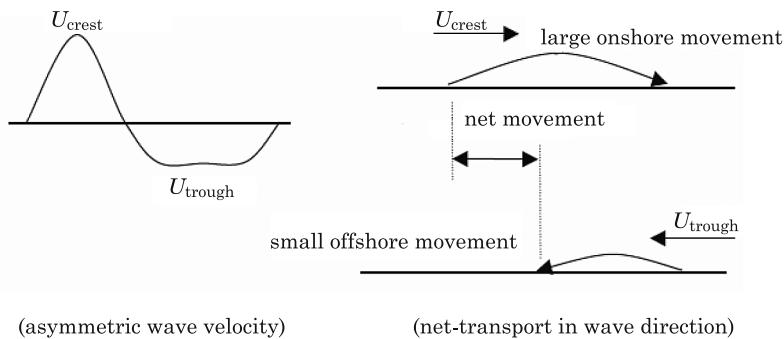 U_crest
U_trough
(asymmetric wave velocity)
U_crest
large onshore movement
net movement
U_trough
small offshore movement
(net-transport in wave direction)